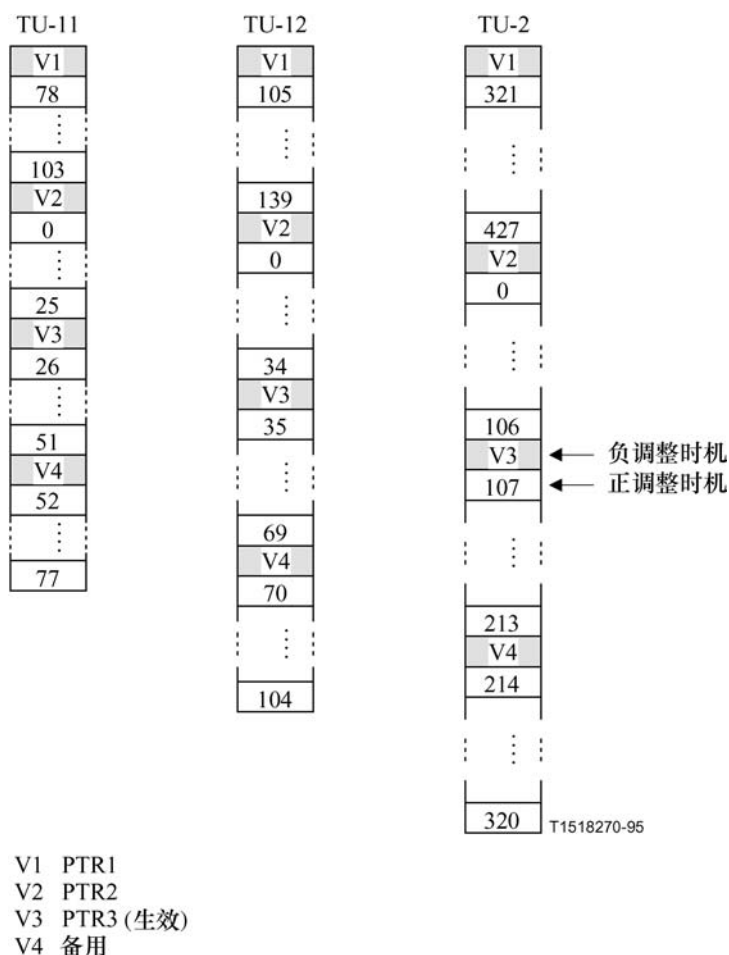 TU-11 TU-12 TU-2
V1 V1 V1
78 105 321
103
V2 139 427
0 V2 V2
0 0
25
V3
26 34 106
V3 V3 负调整时机
35 107 正调整时机
51
V4
52 69
V4
77 70 213
V4
214
104
320 T1518270-95
V1 PTR1
V2 PTR2
V3 PTR3 (生效)
V4 备用